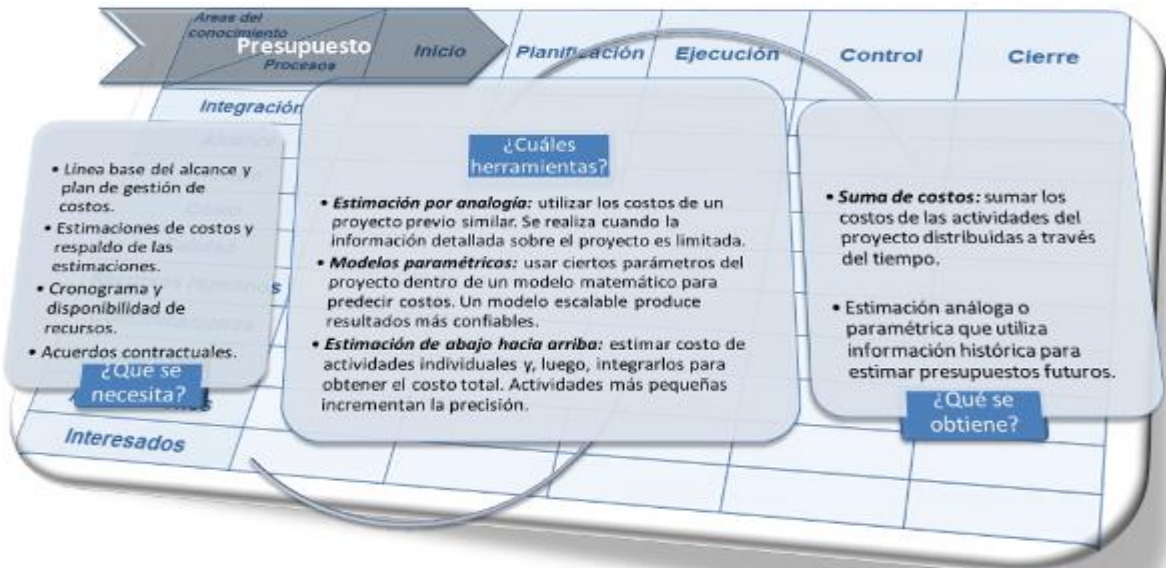 Áreas del
conocimiento
Procesos
Presupuesto
Inicio
Planificación
Ejecución
Control
Cierre
Integración
• Línea base del alcance y
plan de gestión de
costos.
• Estimaciones de costos y
respaldo de las
estimaciones.
• Cronograma y
disponibilidad de
recursos.
• Acuerdos contractuales.
¿Qué se
necesita?
¿Cuáles
herramientas?
• Estimación por analogía: utilizar los costos de un
proyecto previo similar. Se realiza cuando la
información detallada sobre el proyecto es limitada.
• Modelos paramétricos: usar ciertos parámetros del
proyecto dentro de un modelo matemático para
predecir costos. Un modelo escalable produce
resultados más confiables.
• Estimación de abajo hacia arriba: estimar costo de
actividades individuales y, luego, integrarlos para
obtener el costo total. Actividades más pequeñas
incrementan la precisión.
• Suma de costos: sumar los
costos de las actividades del
proyecto distribuidas a través
del tiempo.
• Estimación análoga o
paramétrica que utiliza
información histórica para
estimar presupuestos futuros.
¿Qué se
obtiene?
Interesados